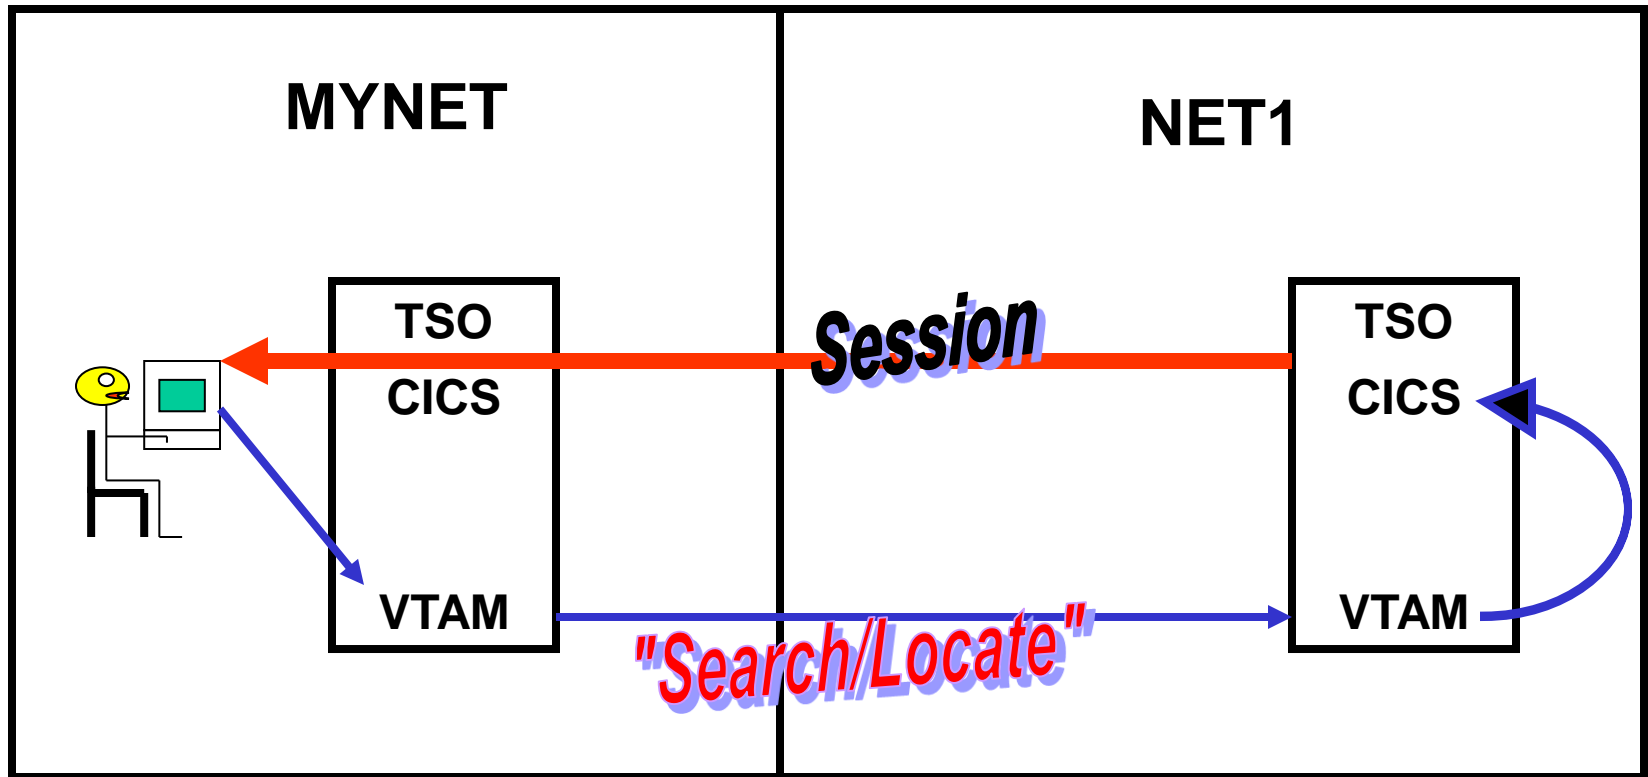 MYNET
NET1
TSO
CICS
VTAM
Session
"Search/Locate"
TSO
CICS
VTAM